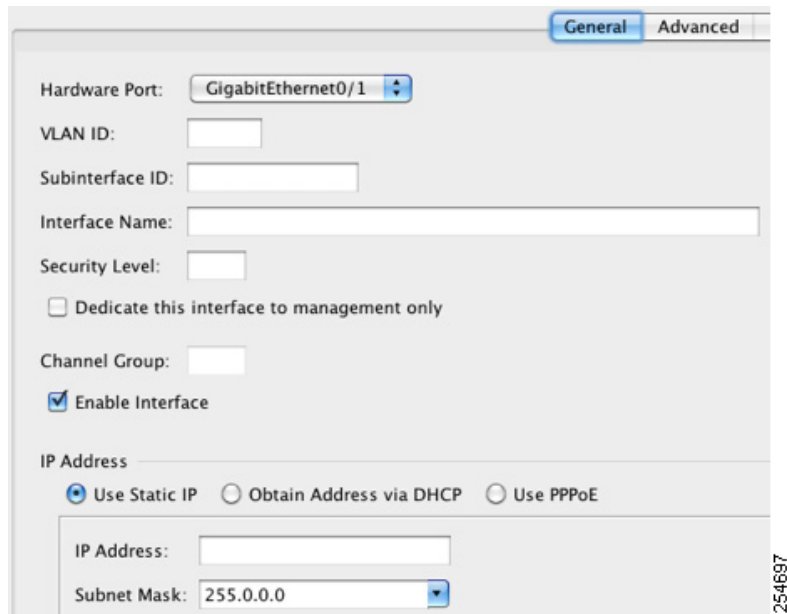 General Advanced
Hardware Port: GigabitEthernet0/1
VLAN ID:
Subinterface ID:
Interface Name:
Security Level:
Dedicate this interface to management only
Channel Group:
Enable Interface
IP Address
Use Static IP Obtain Address via DHCP Use PPPoE
IP Address:
Subnet Mask: 255.0.0.0
254697